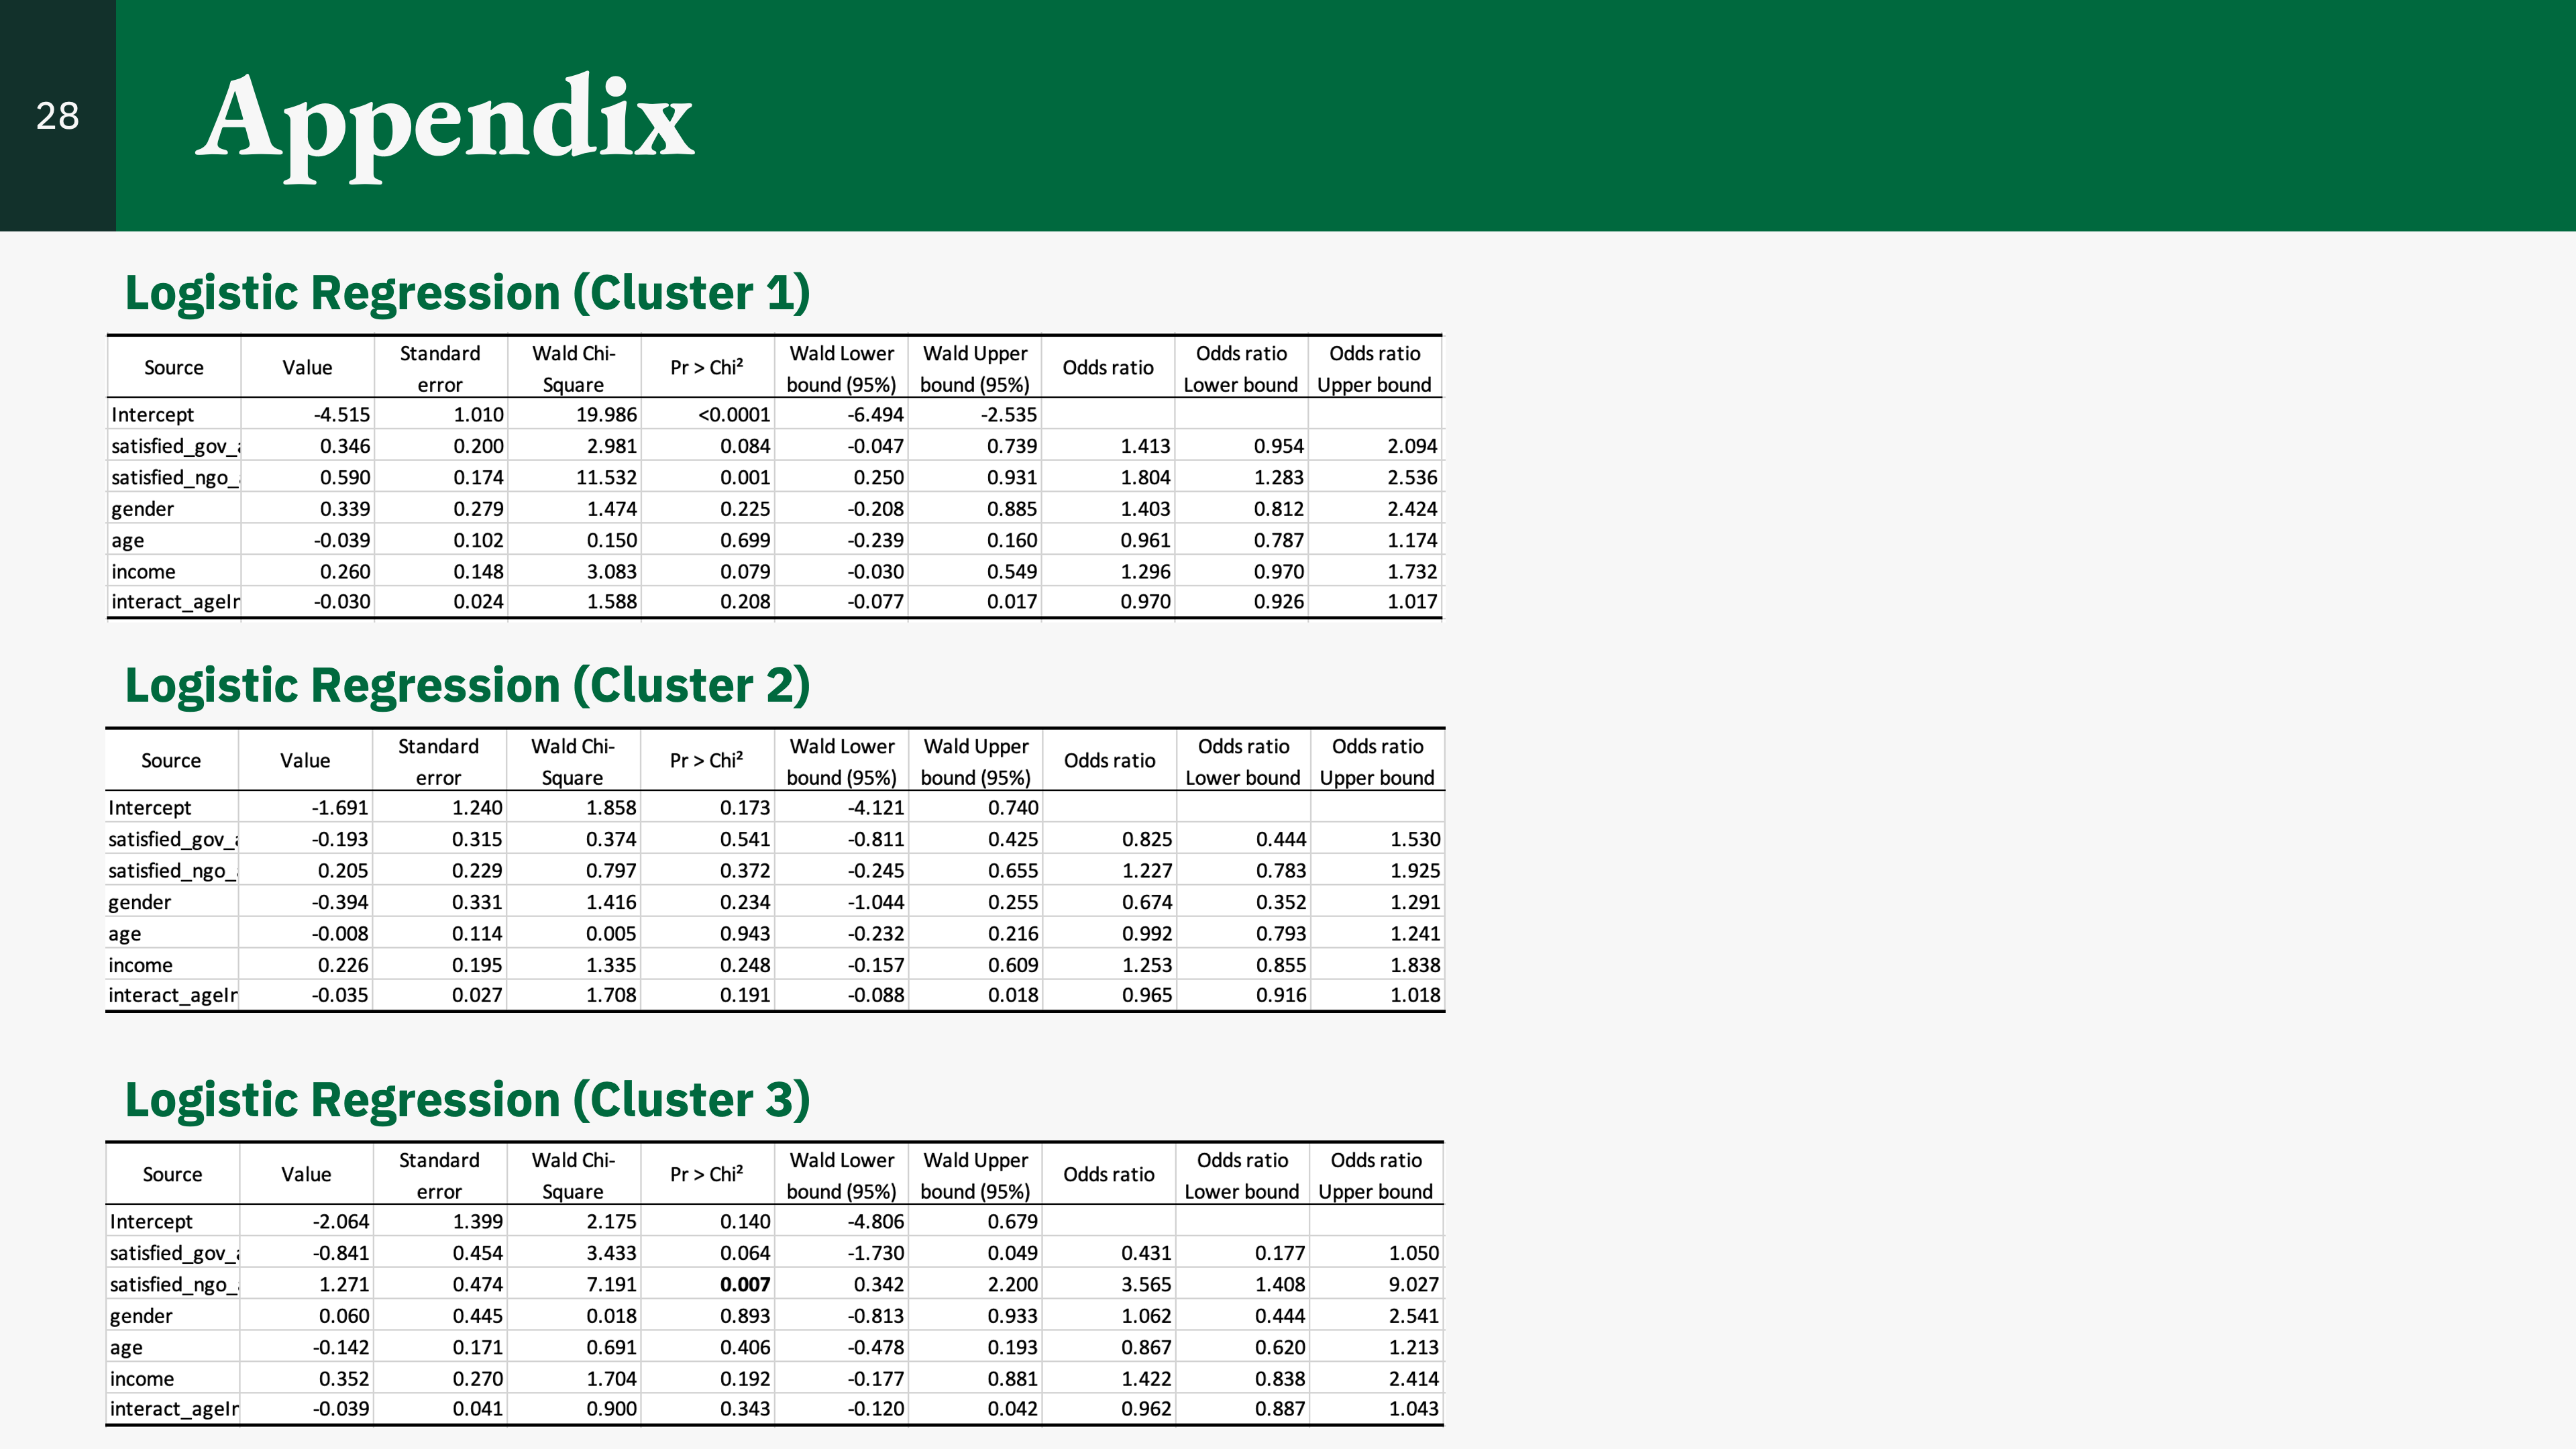 28
Appendix
Logistic Regression (Cluster 1)
Source Value Standard error Wald Chi-Square Pr > Chi² Wald Lower bound (95%) Wald Upper bound (95%) Odds ratio Odds ratio Lower bound Odds ratio Upper bound
Intercept -4.515 1.010 19.986 <0.0001 -6.494 -2.535
satisfied_gov_a 0.346 0.200 2.981 0.084 -0.047 0.739 1.413 0.954 2.094
satisfied_ngo_ 0.590 0.174 11.532 0.001 0.250 0.931 1.804 1.283 2.536
gender 0.339 0.279 1.474 0.225 -0.208 0.885 1.403 0.812 2.424
age -0.039 0.102 0.150 0.699 -0.239 0.160 0.961 0.787 1.174
income 0.260 0.148 3.083 0.079 -0.030 0.549 1.296 0.970 1.732
interact_ageIn -0.030 0.024 1.588 0.208 -0.077 0.017 0.970 0.926 1.017
Logistic Regression (Cluster 2)
Source Value Standard error Wald Chi-Square Pr > Chi² Wald Lower bound (95%) Wald Upper bound (95%) Odds ratio Odds ratio Lower bound Odds ratio Upper bound
Intercept -1.691 1.240 1.858 0.173 -4.121 0.740
satisfied_gov_a -0.193 0.315 0.374 0.541 -0.811 0.425 0.825 0.444 1.530
satisfied_ngo_ 0.205 0.229 0.797 0.372 -0.245 0.655 1.227 0.783 1.925
gender -0.394 0.331 1.416 0.234 -1.044 0.255 0.674 0.352 1.291
age -0.008 0.114 0.005 0.943 -0.232 0.216 0.992 0.793 1.241
income 0.226 0.195 1.335 0.248 -0.157 0.609 1.253 0.855 1.838
interact_ageIn -0.035 0.027 1.708 0.191 -0.088 0.018 0.965 0.916 1.018
Logistic Regression (Cluster 3)
Source Value Standard error Wald Chi-Square Pr > Chi² Wald Lower bound (95%) Wald Upper bound (95%) Odds ratio Odds ratio Lower bound Odds ratio Upper bound
Intercept -2.064 1.399 2.175 0.140 -4.806 0.679
satisfied_gov_a -0.841 0.454 3.433 0.064 -1.730 0.049 0.431 0.177 1.050
satisfied_ngo_ 1.271 0.474 7.191 0.007 0.342 2.200 3.565 1.408 9.027
gender 0.060 0.445 0.018 0.893 -0.813 0.933 1.062 0.444 2.541
age -0.142 0.171 0.691 0.406 -0.478 0.193 0.867 0.620 1.213
income 0.352 0.270 1.704 0.192 -0.177 0.881 1.422 0.838 2.414
interact_ageIn -0.039 0.041 0.900 0.343 -0.120 0.042 0.962 0.887 1.043